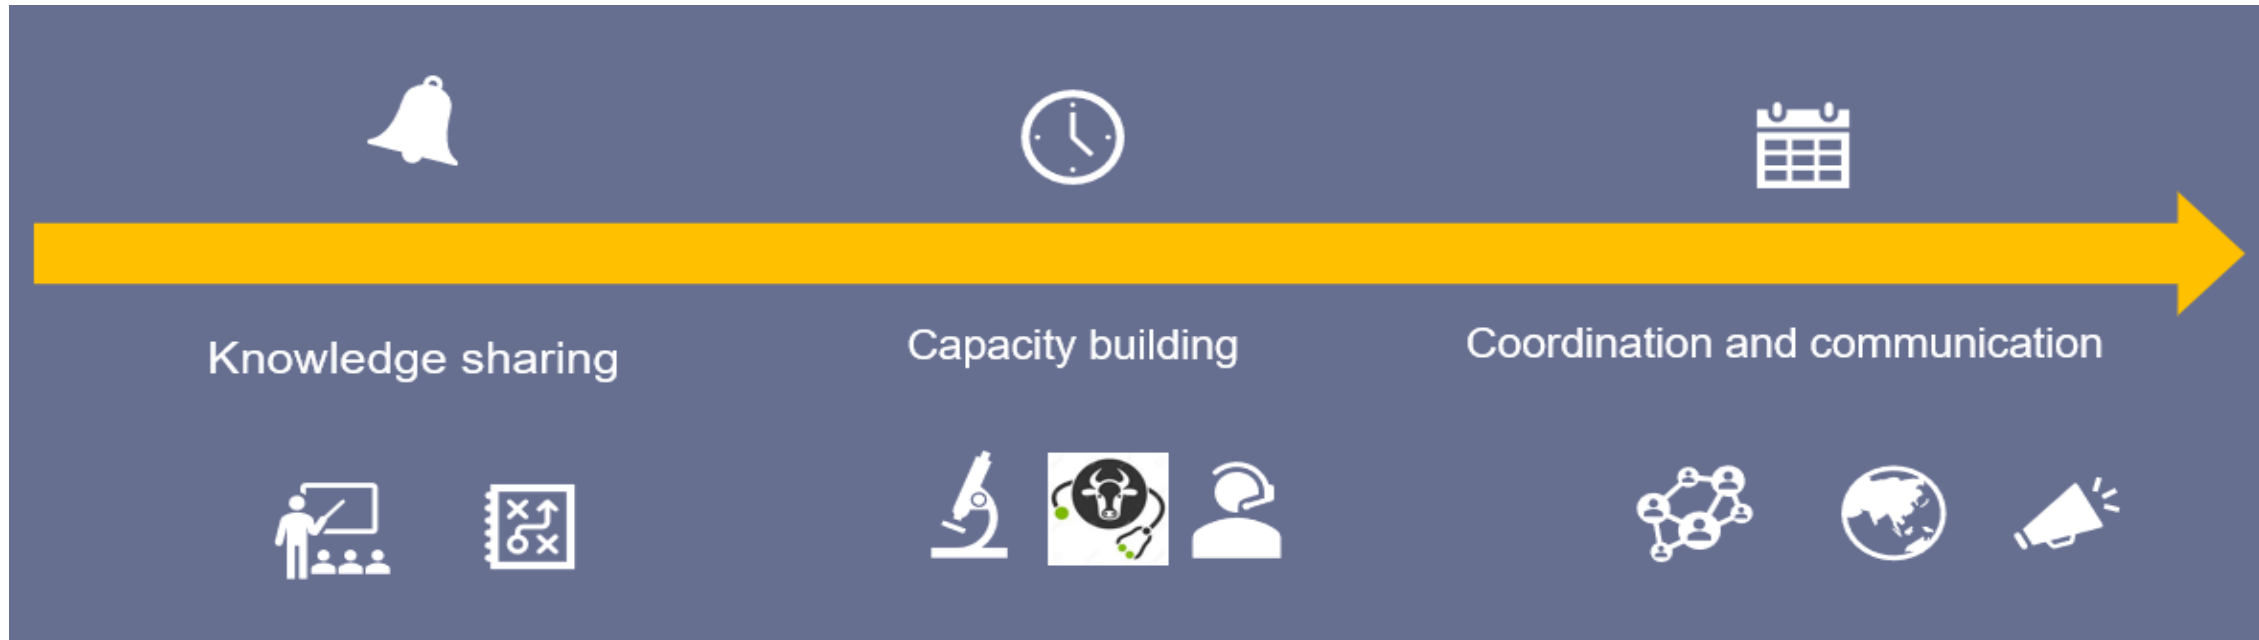 Knowledge sharing
Capacity building
Coordination and communication